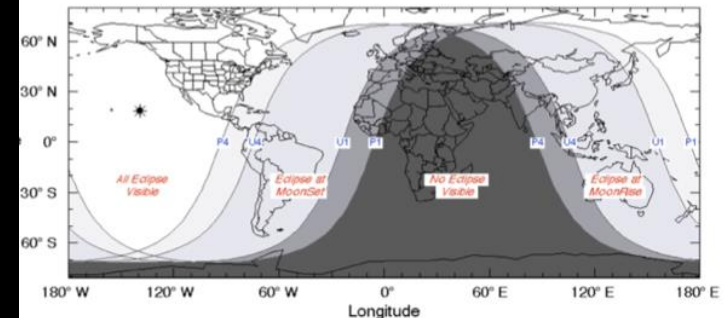 60° N
30° N
0°
30° S
60° S
P4 U4 U1 P1 P4 U4 U1 P1
All Eclipse
Visible
Eclipse at
MoonSet
No Eclipse
Visible
Eclipse at
MoonRise
180° W 120° W 60° W 0° 60° E 120° E 180° E
Longitude